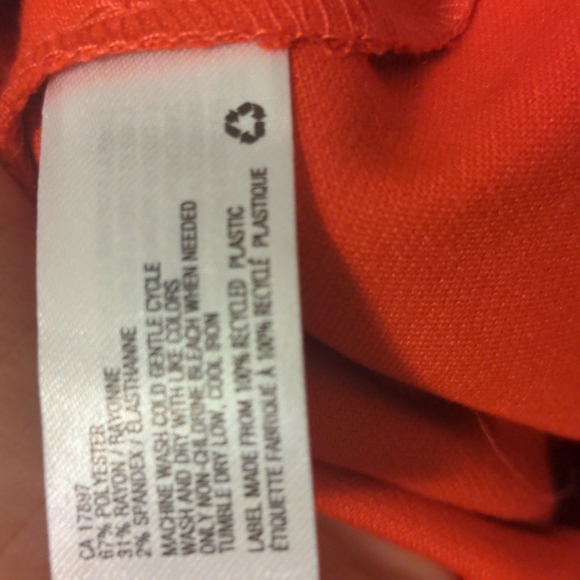 CA 17897
67% POLYESTER
31% RAYON / RAYONNE
2% SPANDEX / ÉLASTHANNE
MACHINE WASH COLD GENTLE CYCLE
WASH AND DRY WITH LIKE COLORS
ONLY NON-CHLORINE BLEACH WHEN NEEDED
TUMBLE DRY LOW, COOL IRON
LABEL MADE FROM 100% RECYCLED PLASTIC
ÉTIQUETTE FABRIQUÉE À 100% RECYCLÉ PLASTIQUE